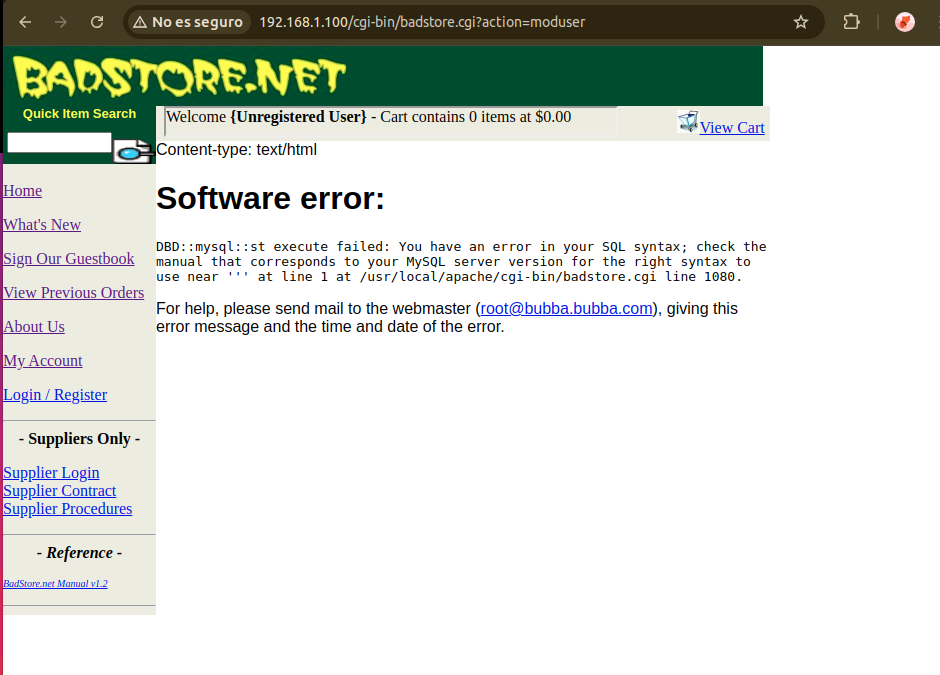 No es seguro 192.168.1.100/cgi-bin/badstore.cgi?action=moduser
BADSTORE.NET
Quick Item Search
Welcome {Unregistered User} - Cart contains 0 items at $0.00
View Cart
Content-type: text/html
Software error:
DBD::mysql::st execute failed: You have an error in your SQL syntax; check the
manual that corresponds to your MySQL server version for the right syntax to
use near ''' at line 1 at /usr/local/apache/cgi-bin/badstore.cgi line 1080.
For help, please send mail to the webmaster (root@bubba.bubba.com), giving this
error message and the time and date of the error.
Home
What's New
Sign Our Guestbook
View Previous Orders
About Us
My Account
Login / Register
- Suppliers Only -
Supplier Login
Supplier Contract
Supplier Procedures
- Reference -
BadStore.net Manual v1.2